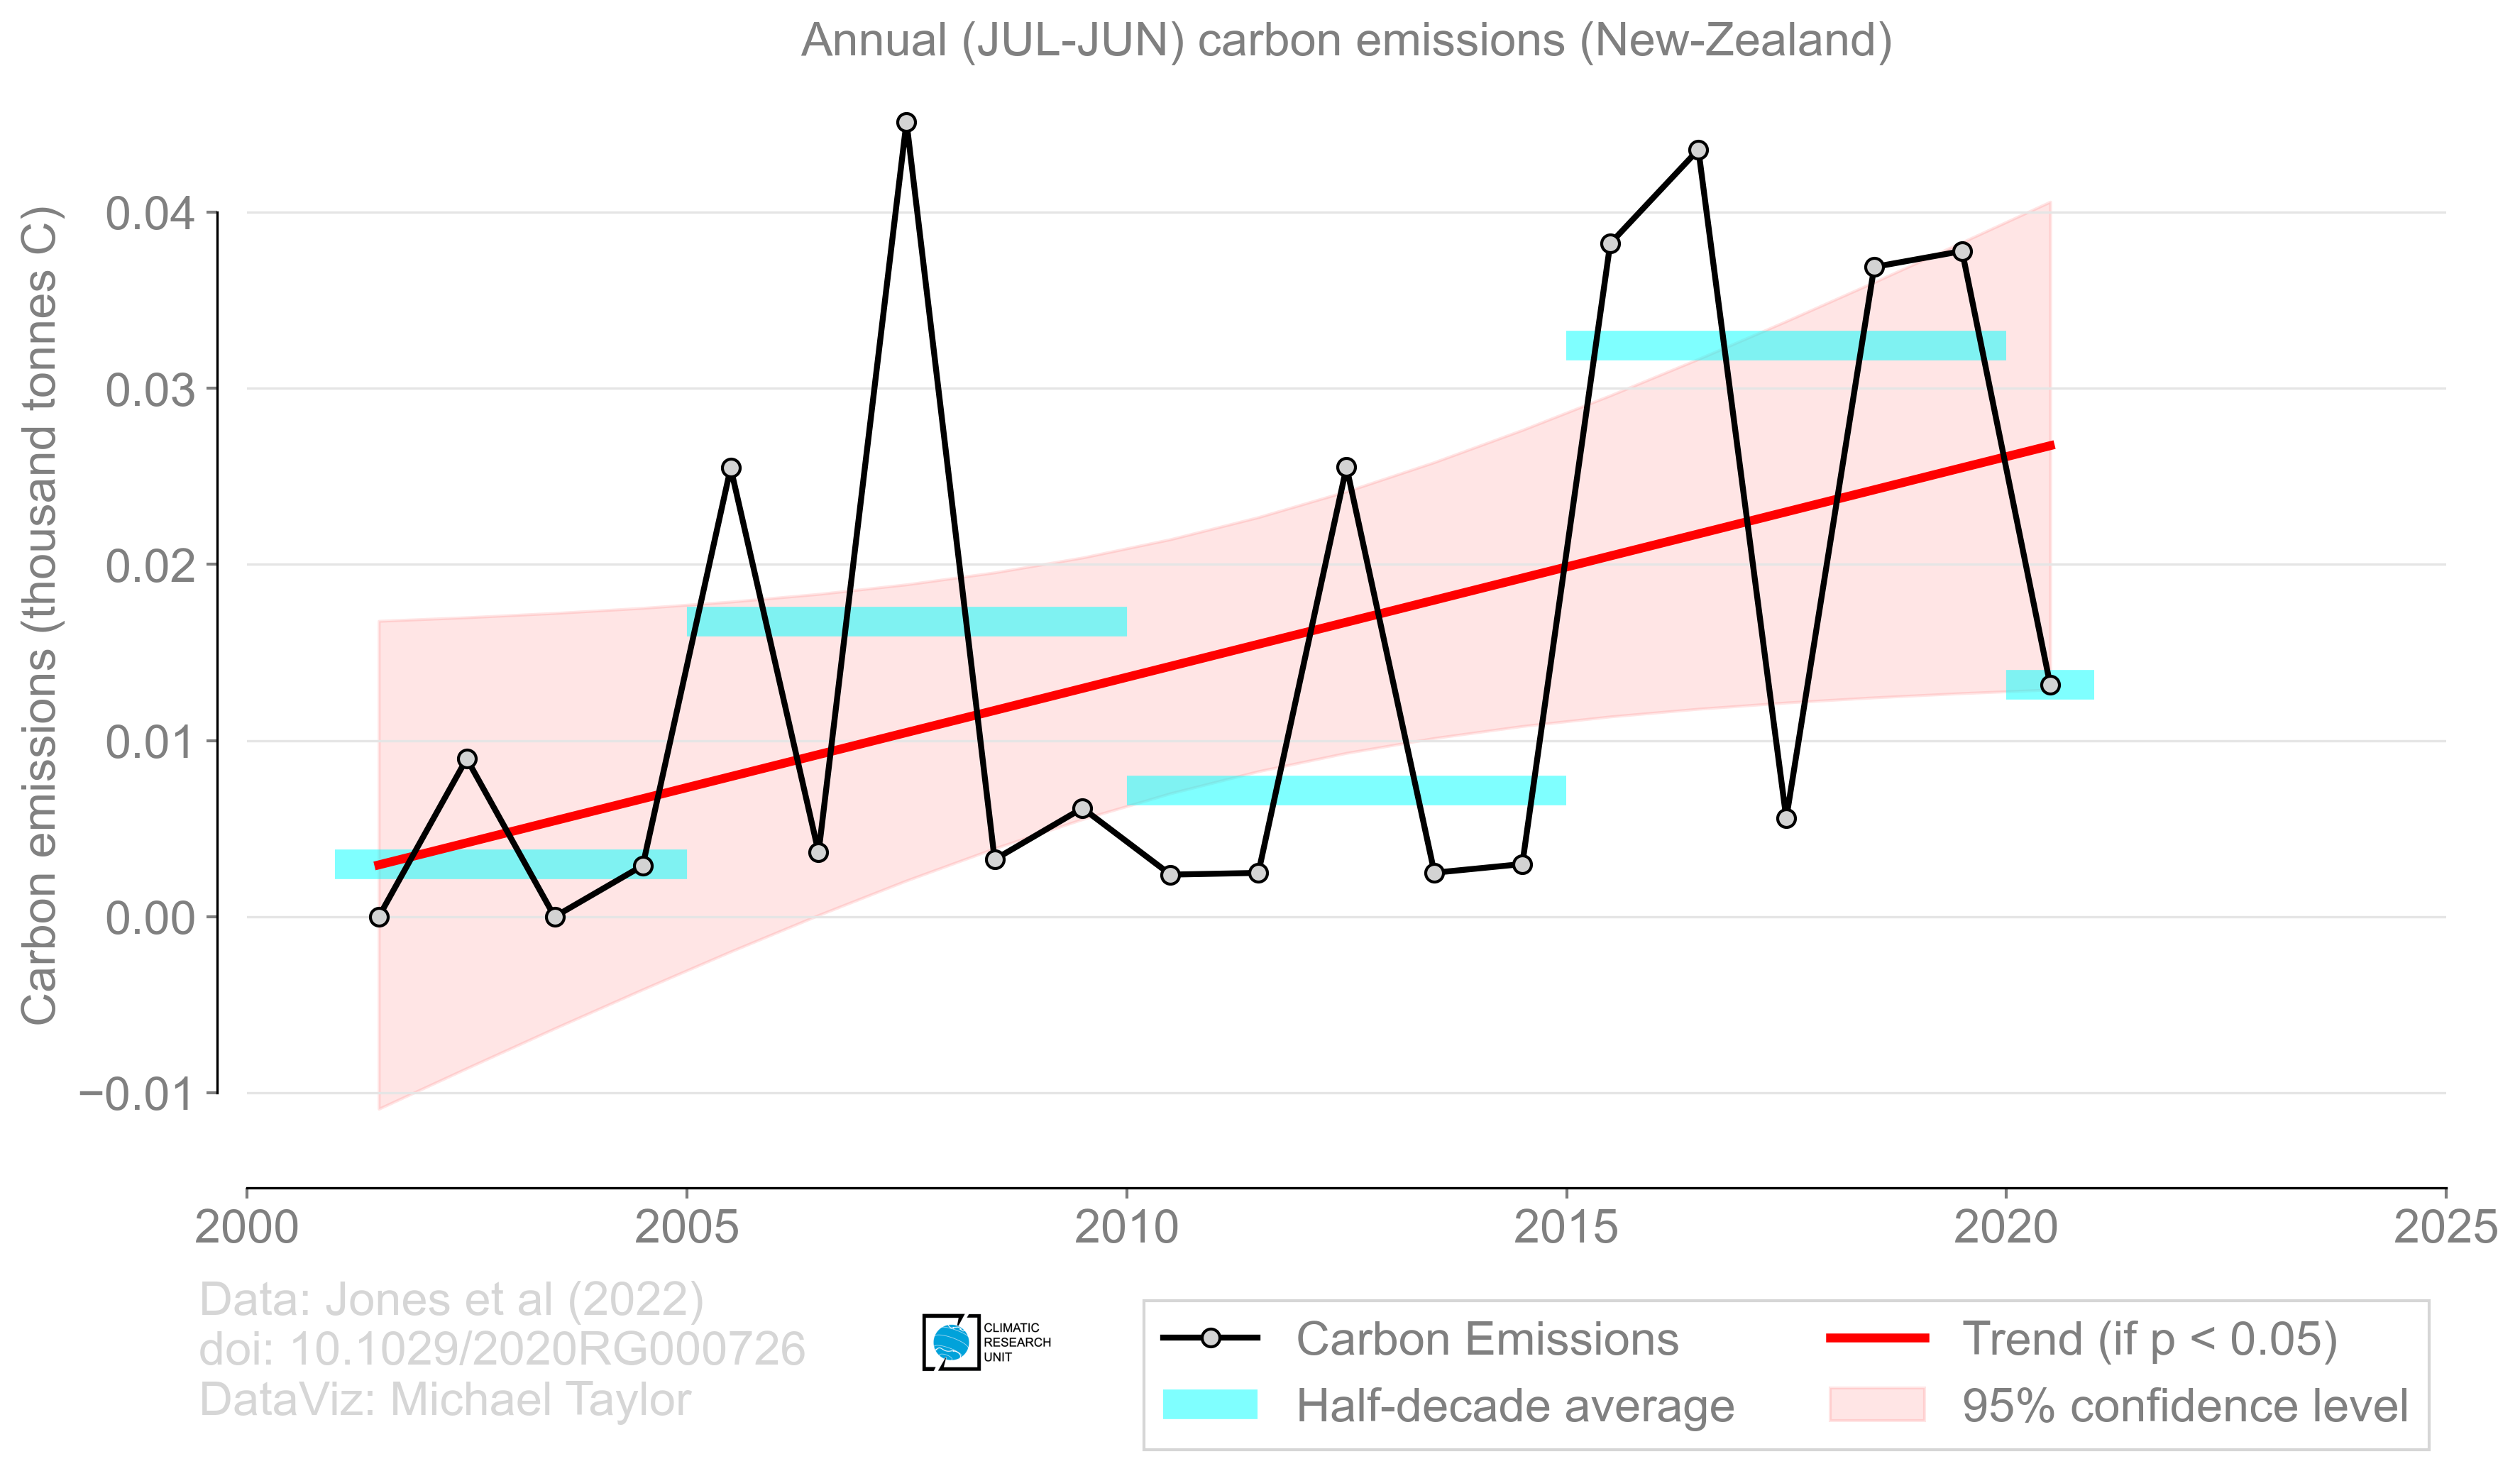 Annual (JUL-JUN) carbon emissions (New-Zealand)
Carbon emissions (thousand tonnes C)
0.04
0.03
0.02
0.01
0.00
−0.01
2000 2005 2010 2015 2020 2025
Data: Jones et al (2022)
doi: 10.1029/2020RG000726
DataViz: Michael Taylor
CLIMATIC
RESEARCH
UNIT
Carbon Emissions
Half-decade average
Trend (if p < 0.05)
95% confidence level